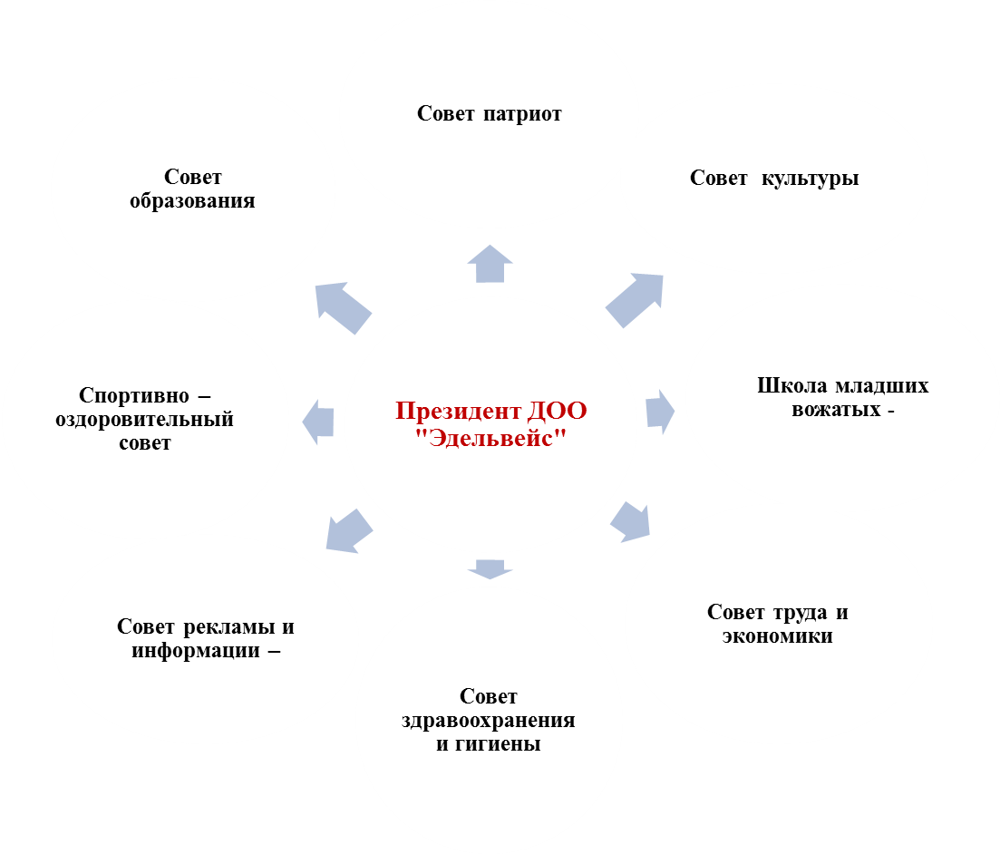 Совет патриот
Совет
образования
Совет культуры
Спортивно –
оздоровительный
совет
Президент ДОО
"Эдельвейс"
Школа младших
вожатых -
Совет рекламы и
информации –
Совет труда и
экономики
Совет
здравоохранения
и гигиены